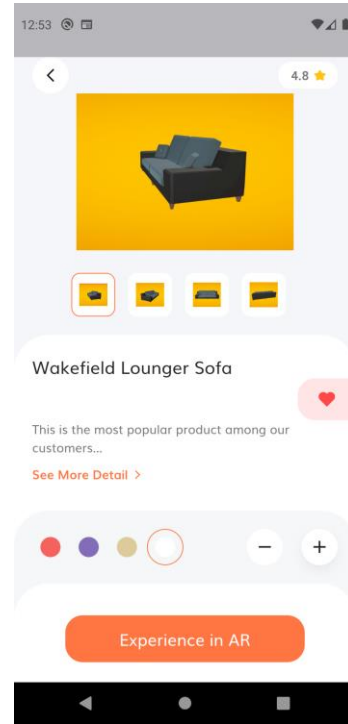 12:53
4.8
Wakefield Lounger Sofa
This is the most popular product among our
customers...
See More Detail >
− +
Experience in AR